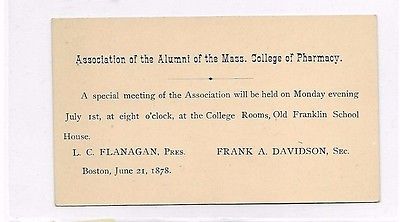 Association of the Alumni of the Mass. College of Pharmacy.
A special meeting of the Association will be held on Monday evening
July 1st, at eight o'clock, at the College Rooms, Old Franklin School
House.
L. C. FLANAGAN, PRES. FRANK A. DAVIDSON, SEC.
Boston, June 21, 1878.